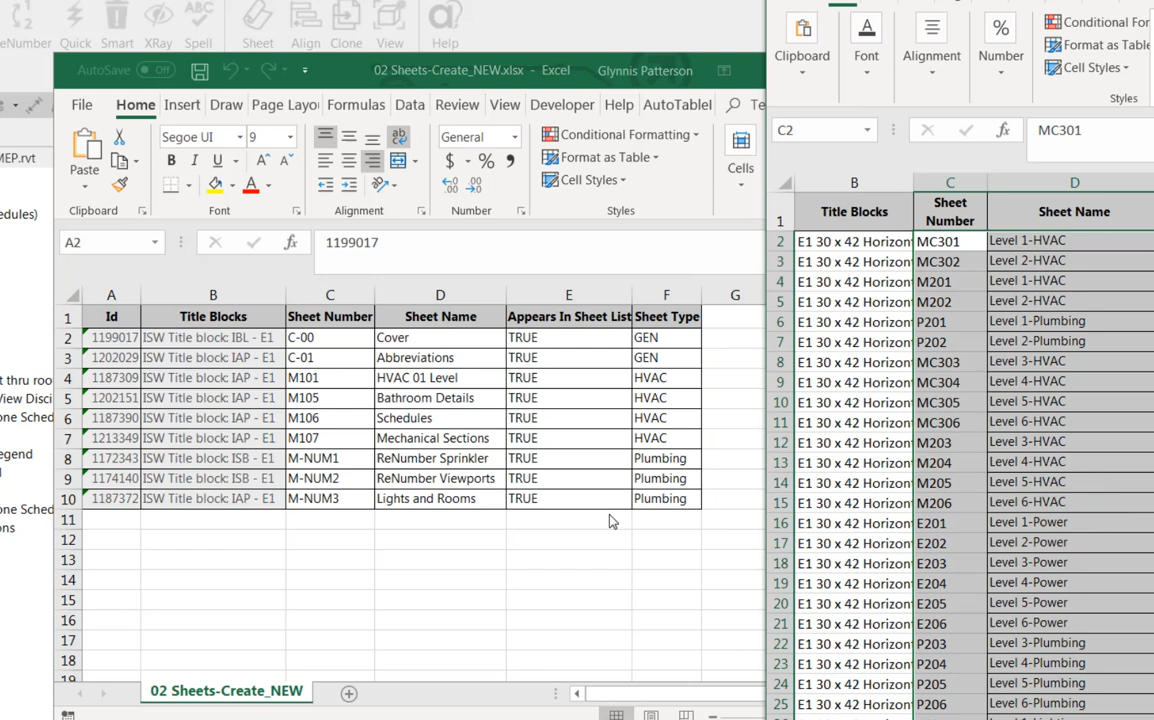 eNumber Quick Smart XRay Spell Sheet Align Clone View Help
AutoSave Off 02 Sheets-Create_NEW.xlsx - Excel Glynnis Patterson
File Home Insert Draw Page Layou Formulas Data Review View Developer Help AutoTablel Te
Segoe UI 9
General
Paste
Conditional Formatting
Format as Table
Cell Styles
Cells
Clipboard Font Alignment Number Styles
A2 fx 1199017
A B C D E F G
1 Id Title Blocks Sheet Number Sheet Name Appears In Sheet List Sheet Type
2 1199017 ISW Title block: IBL - E1 C-00 Cover TRUE GEN
3 1202029 ISW Title block: IAP - E1 C-01 Abbreviations TRUE GEN
4 1187309 ISW Title block: IAP - E1 M101 HVAC 01 Level TRUE HVAC
5 1202151 ISW Title block: IAP - E1 M105 Bathroom Details TRUE HVAC
6 1187390 ISW Title block: IAP - E1 M106 Schedules TRUE HVAC
7 1213349 ISW Title block: IAP - E1 M107 Mechanical Sections TRUE HVAC
8 1172343 ISW Title block: ISB - E1 M-NUM1 ReNumber Sprinkler TRUE Plumbing
9 1174140 ISW Title block: ISB - E1 M-NUM2 ReNumber Viewports TRUE Plumbing
10 1187372 ISW Title block: IAP - E1 M-NUM3 Lights and Rooms TRUE Plumbing
11
12
13
14
15
16
17
18
19
02 Sheets-Create_NEW
MEP.rvt
edules)
t thru roo
View Disci
one Sched
egend
one Sched
ons
Clipboard Font Alignment Number
Conditional For
Format as Table
Cell Styles
Styles
C2 fx MC301
B C D
1 Title Blocks Sheet Number Sheet Name
2 E1 30 x 42 Horizon MC301 Level 1-HVAC
3 E1 30 x 42 Horizon MC302 Level 2-HVAC
4 E1 30 x 42 Horizon M201 Level 1-HVAC
5 E1 30 x 42 Horizon M202 Level 2-HVAC
6 E1 30 x 42 Horizon P201 Level 1-Plumbing
7 E1 30 x 42 Horizon P202 Level 2-Plumbing
8 E1 30 x 42 Horizon MC303 Level 3-HVAC
9 E1 30 x 42 Horizon MC304 Level 4-HVAC
10 E1 30 x 42 Horizon MC305 Level 5-HVAC
11 E1 30 x 42 Horizon MC306 Level 6-HVAC
12 E1 30 x 42 Horizon M203 Level 3-HVAC
13 E1 30 x 42 Horizon M204 Level 4-HVAC
14 E1 30 x 42 Horizon M205 Level 5-HVAC
15 E1 30 x 42 Horizon M206 Level 6-HVAC
16 E1 30 x 42 Horizon E201 Level 1-Power
17 E1 30 x 42 Horizon E202 Level 2-Power
18 E1 30 x 42 Horizon E203 Level 3-Power
19 E1 30 x 42 Horizon E204 Level 4-Power
20 E1 30 x 42 Horizon E205 Level 5-Power
21 E1 30 x 42 Horizon E206 Level 6-Power
22 E1 30 x 42 Horizon P203 Level 3-Plumbing
23 E1 30 x 42 Horizon P204 Level 4-Plumbing
24 E1 30 x 42 Horizon P205 Level 5-Plumbing
25 E1 30 x 42 Horizon P206 Level 6-Plumbing